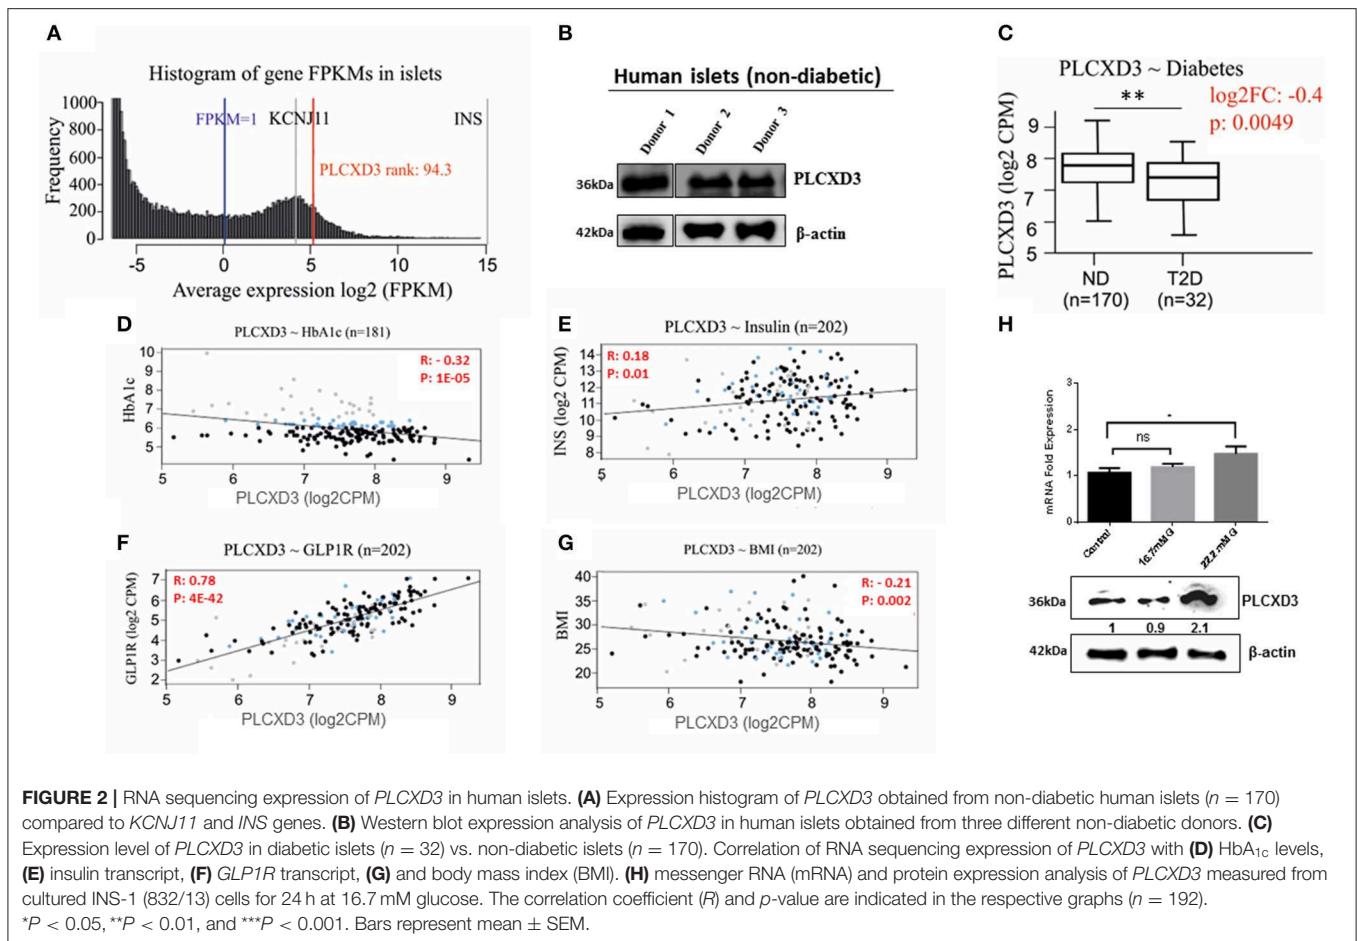 A
Histogram of gene FPKMs in islets
1000
800
600
400
200
0
Frequency
FPKM=1
KCNJ11
INS
PLCXD3 rank: 94.3
-5
0
5
10
15
Average expression log2 (FPKM)
B
Human islets (non-diabetic)
Donor 1
Donor 2
Donor 3
36kDa
PLCXD3
42kDa
β-actin
C
PLCXD3 ~ Diabetes
**
log2FC: -0.4
p: 0.0049
PLCXD3 (log2 CPM)
9
8
7
6
5
ND
T2D
(n=170)
(n=32)
D
PLCXD3 ~ HbA1c (n=181)
R: - 0.32
P: 1E-05
HbA1c
10
9
8
7
6
5
5
6
7
8
9
PLCXD3 (log2CPM)
E
PLCXD3 ~ Insulin (n=202)
R: 0.18
P: 0.01
INS (log2 CPM)
14
13
12
11
10
9
8
5
6
7
8
9
PLCXD3 (log2CPM)
F
PLCXD3 ~ GLP1R (n=202)
R: 0.78
P: 4E-42
GLP1R (log2 CPM)
7
6
5
4
3
2
5
6
7
8
9
PLCXD3 (log2CPM)
G
PLCXD3 ~ BMI (n=202)
R: - 0.21
P: 0.002
BMI
40
35
30
25
20
5
6
7
8
9
PLCXD3 (log2CPM)
H
mRNA Fold Expression
3
2
1
0
ns
*
Control
16.7mM G
22.2 mM G
36kDa
PLCXD3
1 0.9 2.1
42kDa
β-actin
FIGURE 2 | RNA sequencing expression of PLCXD3 in human islets. (A) Expression histogram of PLCXD3 obtained from non-diabetic human islets (n = 170)
compared to KCNJ11 and INS genes. (B) Western blot expression analysis of PLCXD3 in human islets obtained from three different non-diabetic donors. (C)
Expression level of PLCXD3 in diabetic islets (n = 32) vs. non-diabetic islets (n = 170). Correlation of RNA sequencing expression of PLCXD3 with (D) HbA1c levels,
(E) insulin transcript, (F) GLP1R transcript, (G) and body mass index (BMI). (H) messenger RNA (mRNA) and protein expression analysis of PLCXD3 measured from
cultured INS-1 (832/13) cells for 24 h at 16.7 mM glucose. The correlation coefficient (R) and p-value are indicated in the respective graphs (n = 192).
*P < 0.05, **P < 0.01, and ***P < 0.001. Bars represent mean ± SEM.